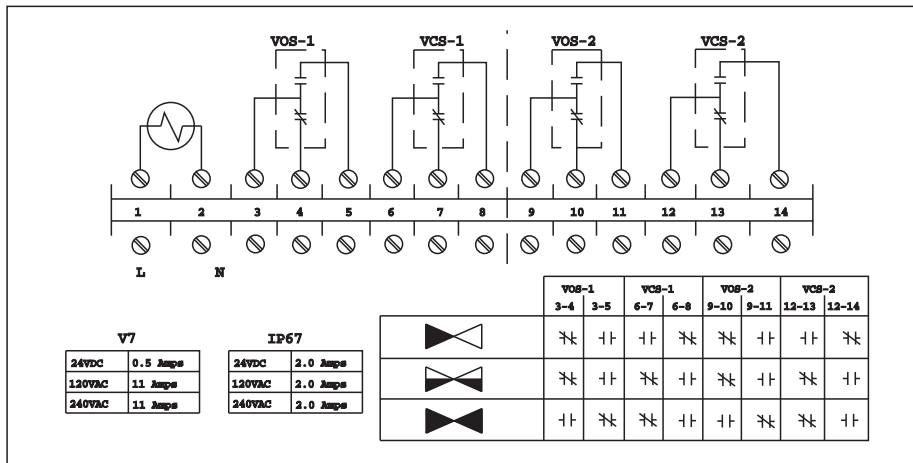 VOS-1 VCS-1 VOS-2 VCS-2
1 2 3 4 5 6 7 8 9 10 11 12 13 14
L N
VOS-1 VCS-1 VOS-2 VCS-2
3-4 3-5 6-7 6-8 9-10 9-11 12-13 12-14
V7
24VDC 0.5 Amps
120VAC 11 Amps
240VAC 11 Amps
IP67
24VDC 2.0 Amps
120VAC 2.0 Amps
240VAC 2.0 Amps